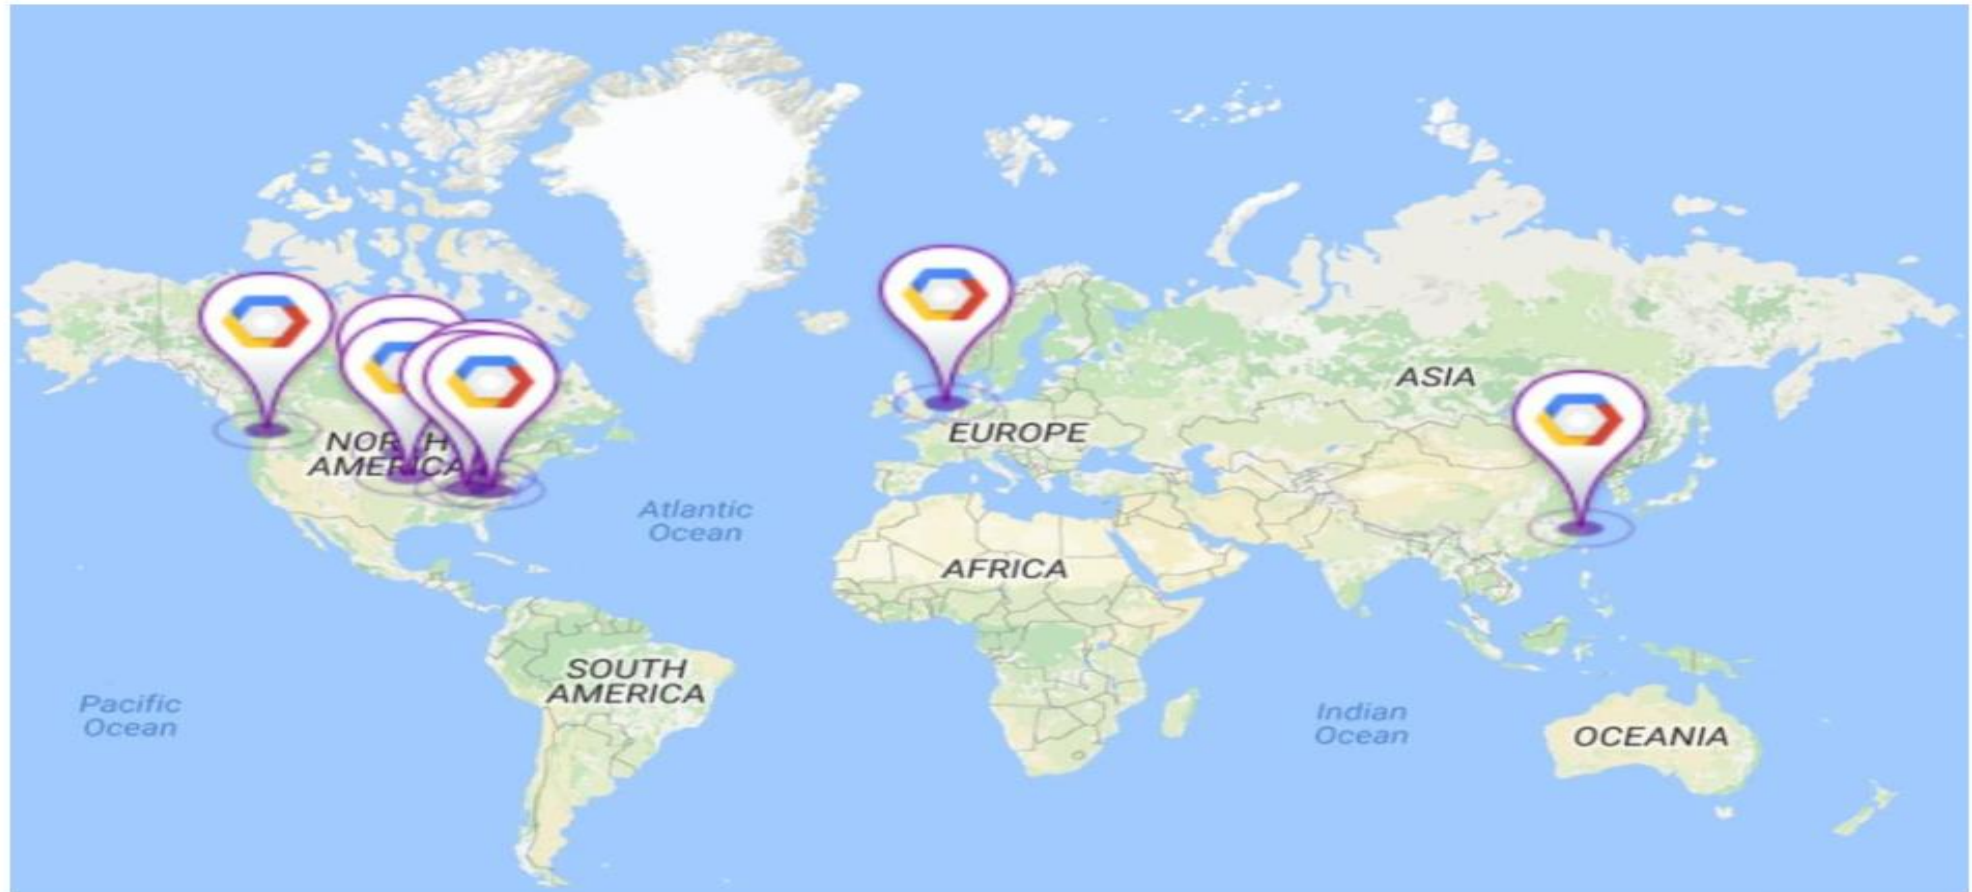 ASIA
NORTH
AMERICA
EUROPE
Atlantic
Ocean
AFRICA
SOUTH
AMERICA
Pacific
Ocean
Indian
Ocean
OCEANIA